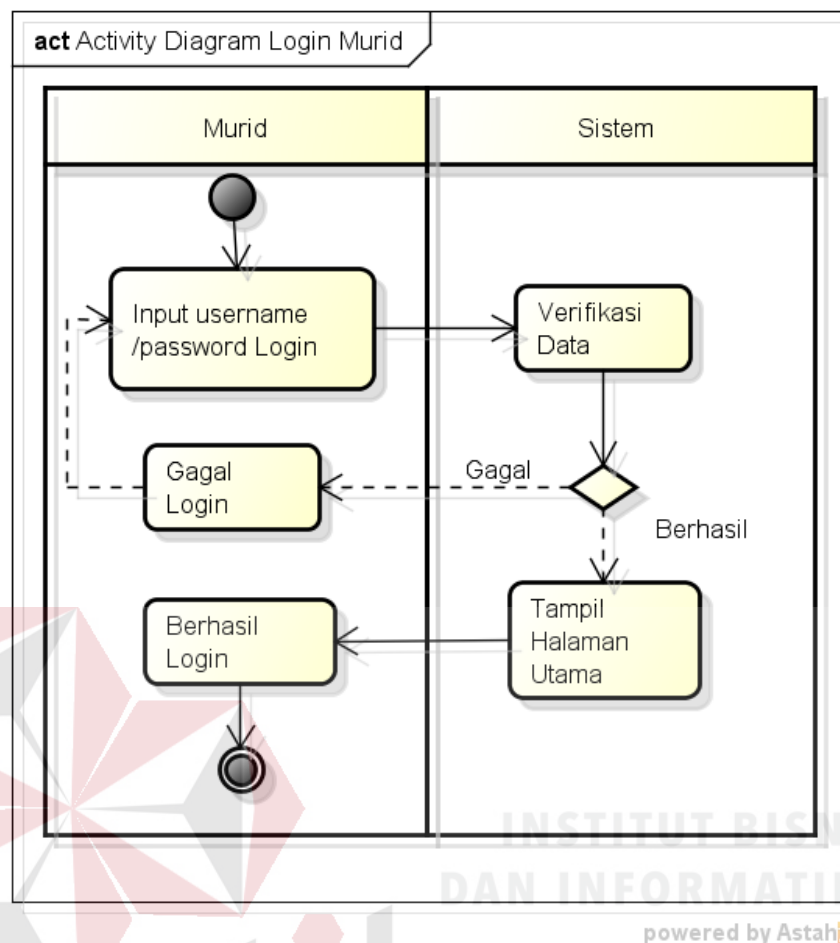 act Activity Diagram Login Murid
Murid
Sistem
Input username
/password Login
Verifikasi
Data
Gagal
Login
Gagal
Berhasil
Berhasil
Login
Tampil
Halaman
Utama
INSTITUT BISN
DAN INFORMATI
powered by Astah